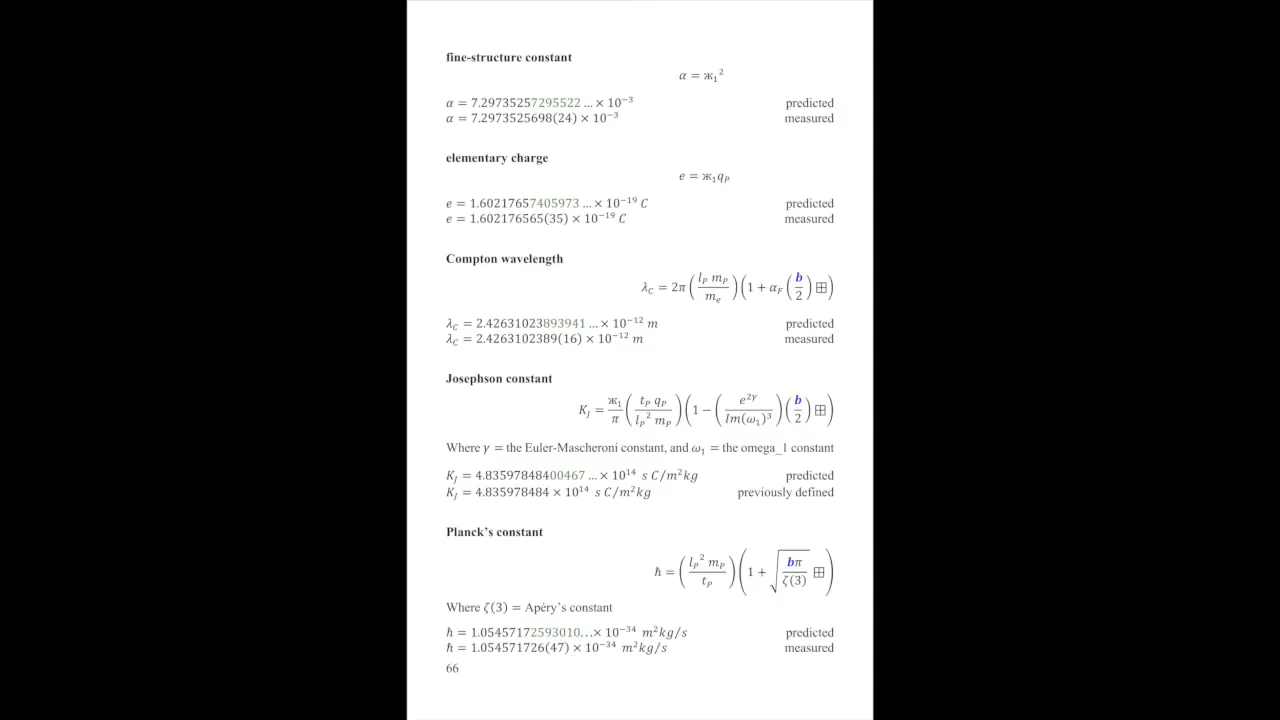 fine-structure constant
α = ж₁²
α = 7.29735257295522 … × 10⁻³ predicted
α = 7.2973525698(24) × 10⁻³ measured
elementary charge
e = ж₁q_P
e = 1.60217657405973 … × 10⁻¹⁹ C predicted
e = 1.602176565(35) × 10⁻¹⁹ C measured
Compton wavelength
λ_C = 2π (l_P m_P / m_e) (1 + α_F (b/2) ⊞)
λ_C = 2.42631023893941 … × 10⁻¹² m predicted
λ_C = 2.4263102389(16) × 10⁻¹² m measured
Josephson constant
K_J = ж₁/π (t_P q_P / l_P² m_P) (1 − (e^{2γ} / Im(ω₁)³) (b/2) ⊞)
Where γ = the Euler-Mascheroni constant, and ω₁ = the omega_1 constant
K_J = 4.83597848400467 … × 10¹⁴ s C/m²kg predicted
K_J = 4.835978484 × 10¹⁴ s C/m²kg previously defined
Planck's constant
ħ = (l_P² m_P / t_P) (1 + √(bπ / ζ(3)) ⊞)
Where ζ(3) = Apéry's constant
ħ = 1.05457172593010… × 10⁻³⁴ m²kg/s predicted
ħ = 1.054571726(47) × 10⁻³⁴ m²kg/s measured
66